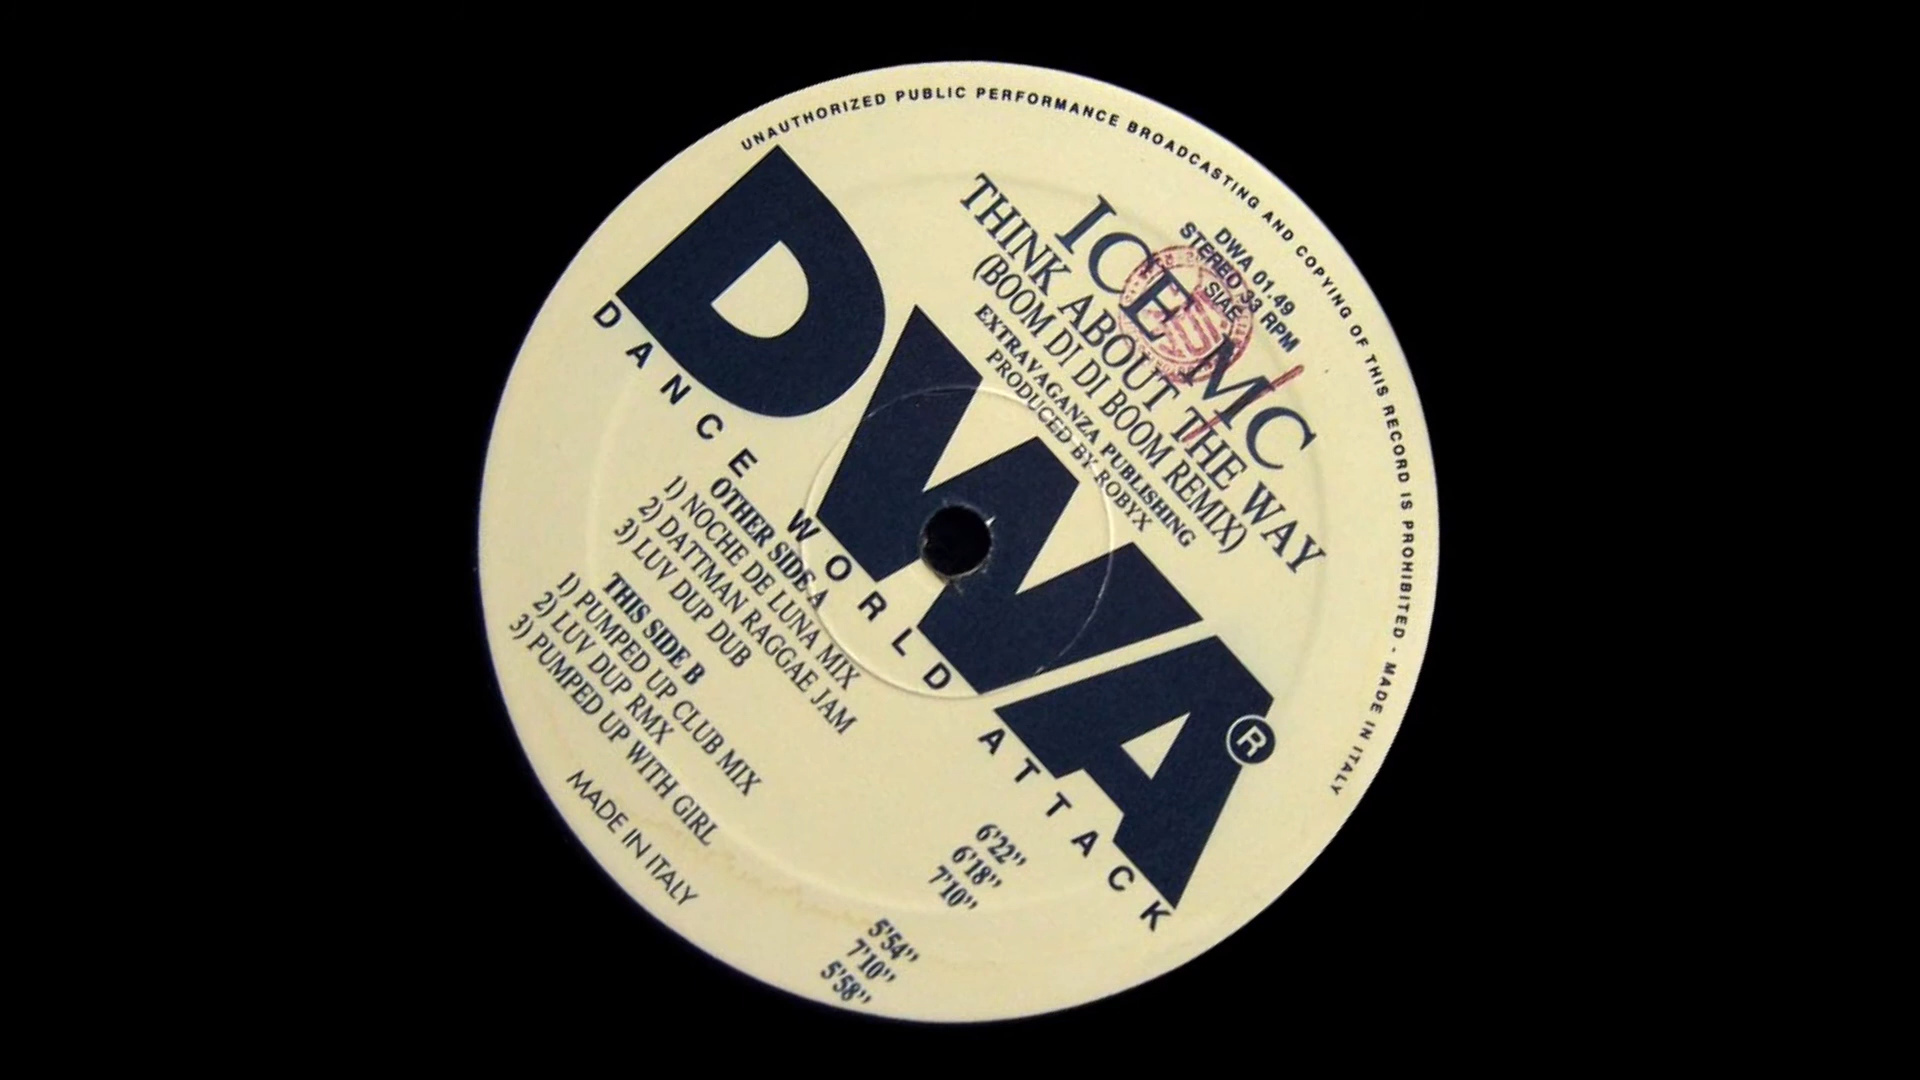 UNAUTHORIZED PUBLIC PERFORMANCE BROADCASTING AND COPYING OF THIS RECORD IS PROHIBITED - MADE IN ITALY
DWA 01.49
STEREO 33 RPM
SIAE
ICE MC
THINK ABOUT THE WAY
(BOOM DI DI BOOM REMIX)
EXTRAVAGANZA PUBLISHING
PRODUCED BY ROBYX
DWA®
DANCE WORLD ATTACK
OTHER SIDE A
1) NOCHE DE LUNA MIX 6'22''
2) DATTMAN RAGGAE JAM 6'18''
3) LUV DUP DUB 7'10''
THIS SIDE B
1) PUMPED UP CLUB MIX 5'54''
2) LUV DUP RMX 7'10''
3) PUMPED UP WITH GIRL 5'58''
MADE IN ITALY